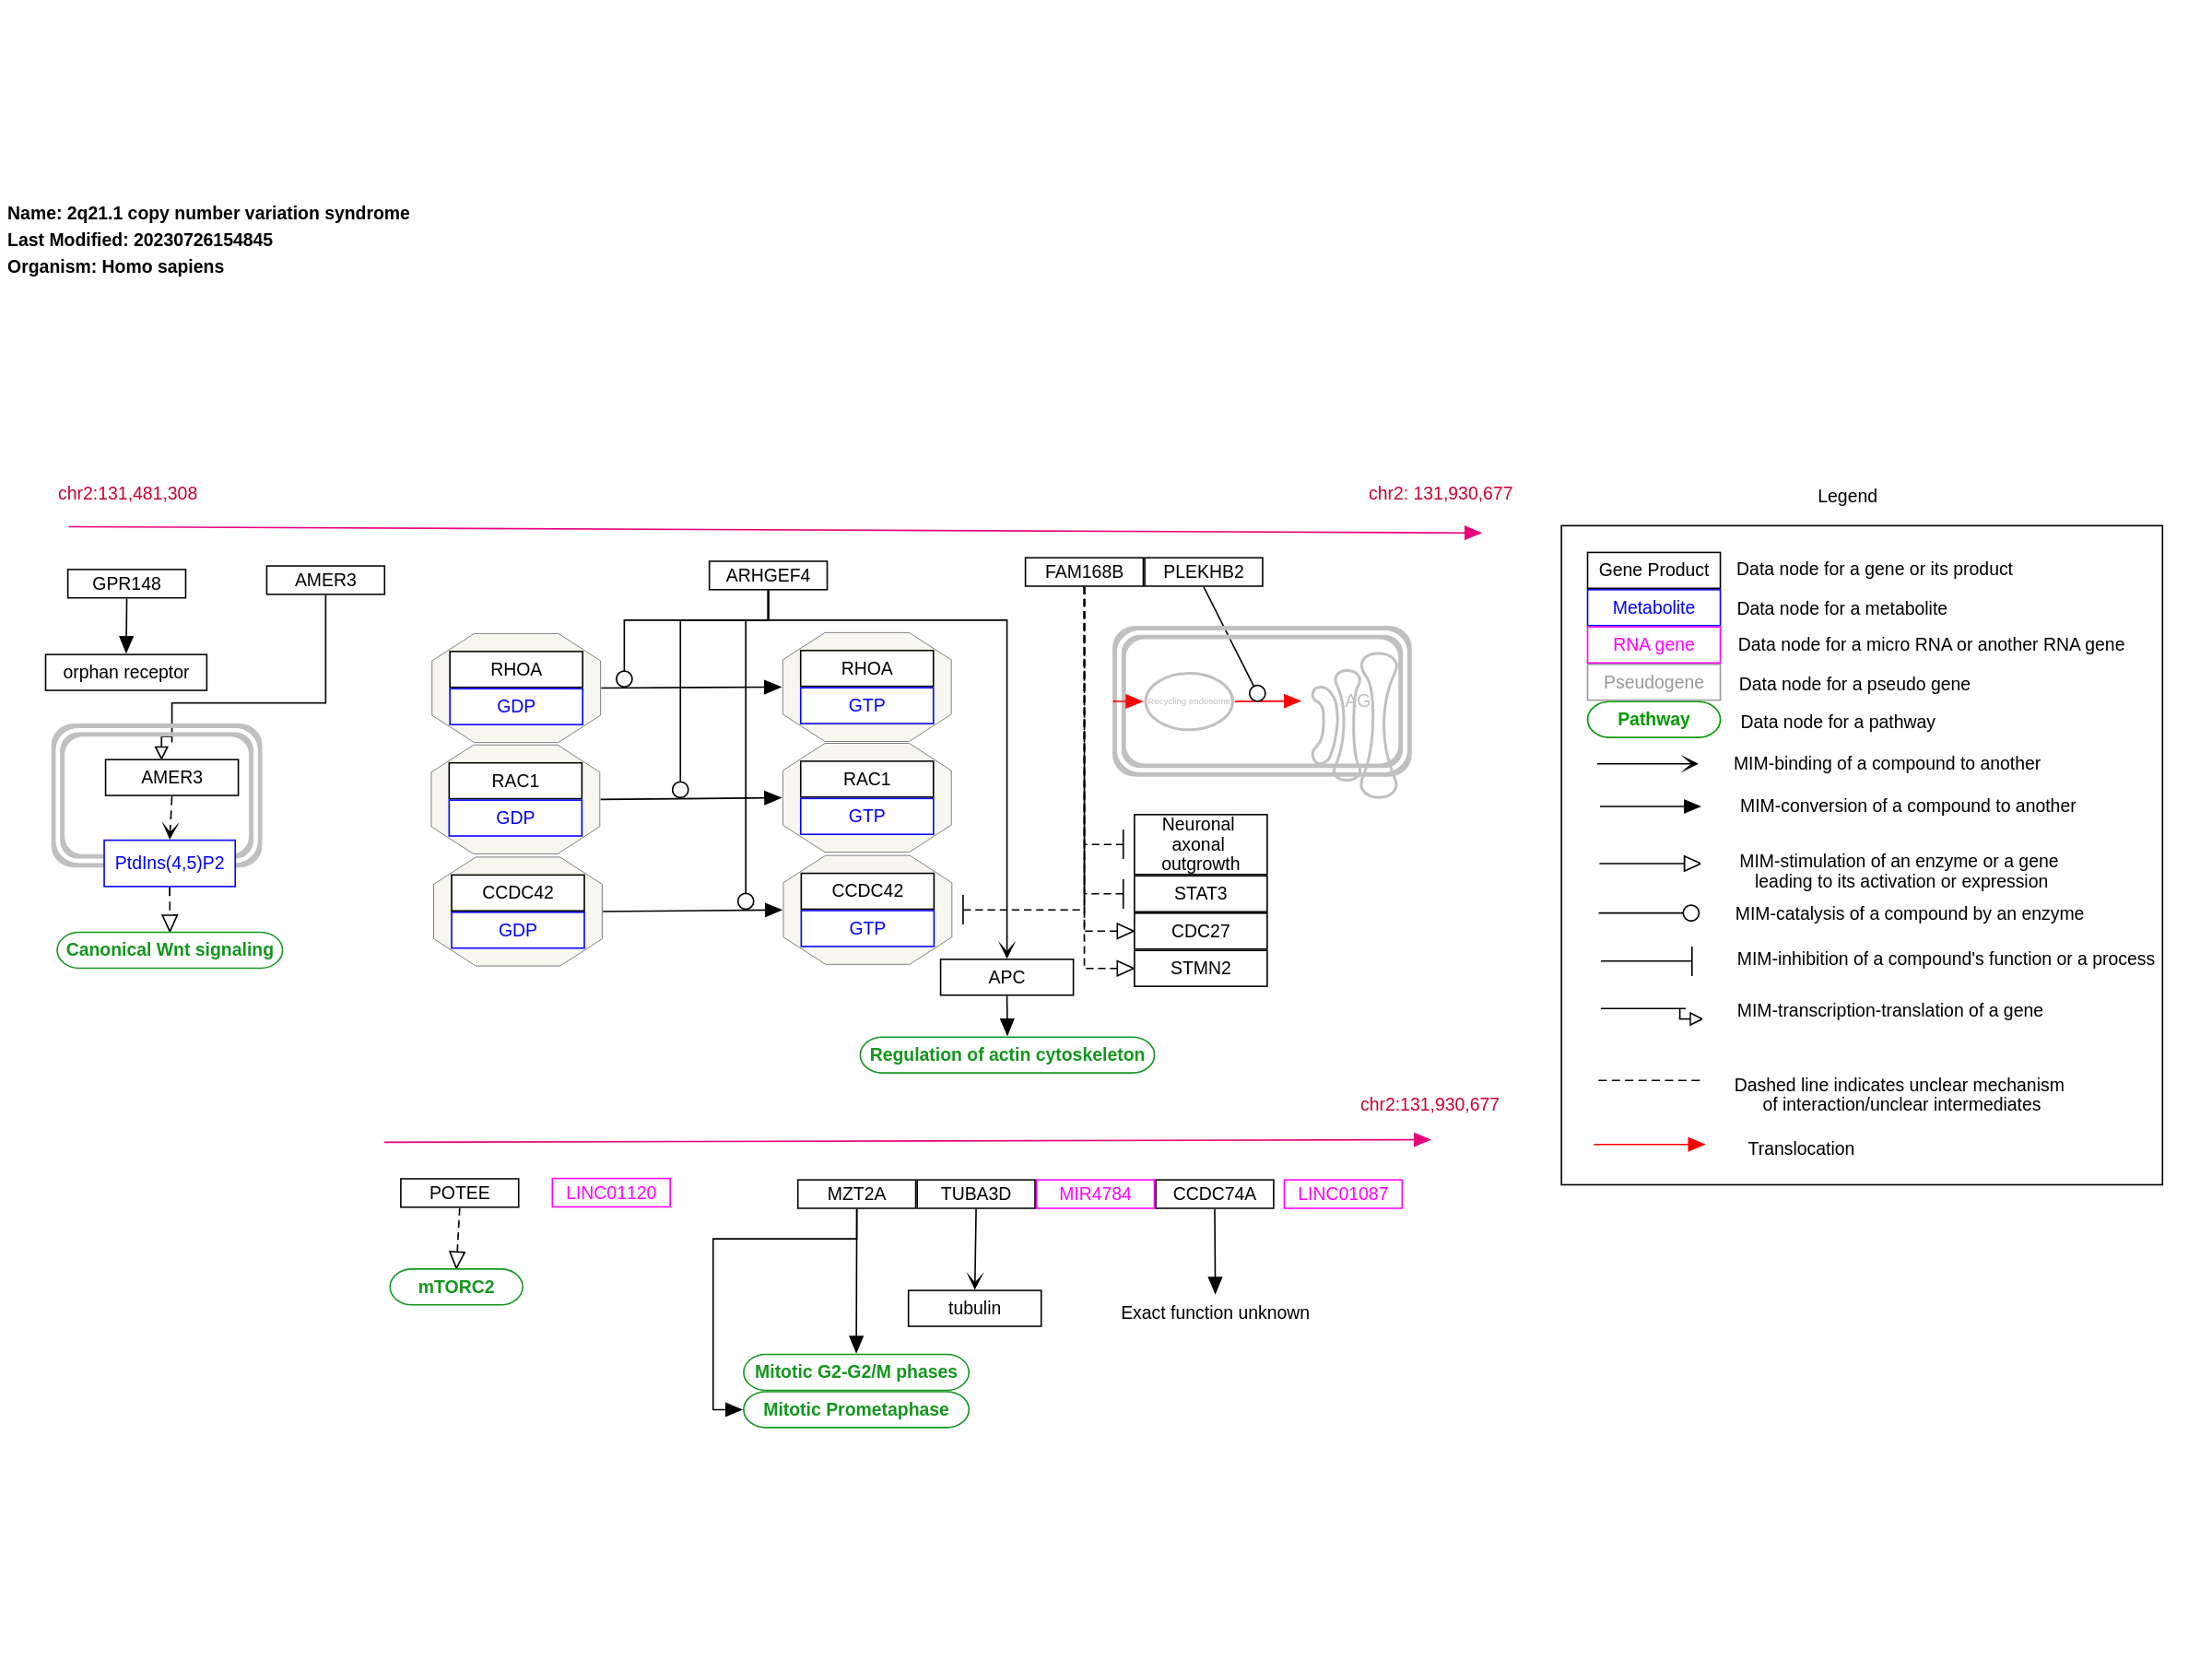 Name: 2q21.1 copy number variation syndrome
Last Modified: 20230726154845
Organism: Homo sapiens
chr2:131,481,308
chr2: 131,930,677
GPR148
AMER3
ARHGEF4
FAM168B
PLEKHB2
orphan receptor
RHOA
GDP
RHOA
GTP
Recycling endosome
AG
AMER3
RAC1
GDP
RAC1
GTP
PtdIns(4,5)P2
Neuronal
axonal
outgrowth
CCDC42
GDP
CCDC42
GTP
STAT3
CDC27
STMN2
Canonical Wnt signaling
APC
Regulation of actin cytoskeleton
chr2:131,930,677
POTEE
LINC01120
MZT2A
TUBA3D
MIR4784
CCDC74A
LINC01087
mTORC2
tubulin
Exact function unknown
Mitotic G2-G2/M phases
Mitotic Prometaphase
Legend
Gene Product
Data node for a gene or its product
Metabolite
Data node for a metabolite
RNA gene
Data node for a micro RNA or another RNA gene
Pseudogene
Data node for a pseudo gene
Pathway
Data node for a pathway
MIM-binding of a compound to another
MIM-conversion of a compound to another
MIM-stimulation of an enzyme or a gene
leading to its activation or expression
MIM-catalysis of a compound by an enzyme
MIM-inhibition of a compound's function or a process
MIM-transcription-translation of a gene
Dashed line indicates unclear mechanism
of interaction/unclear intermediates
Translocation